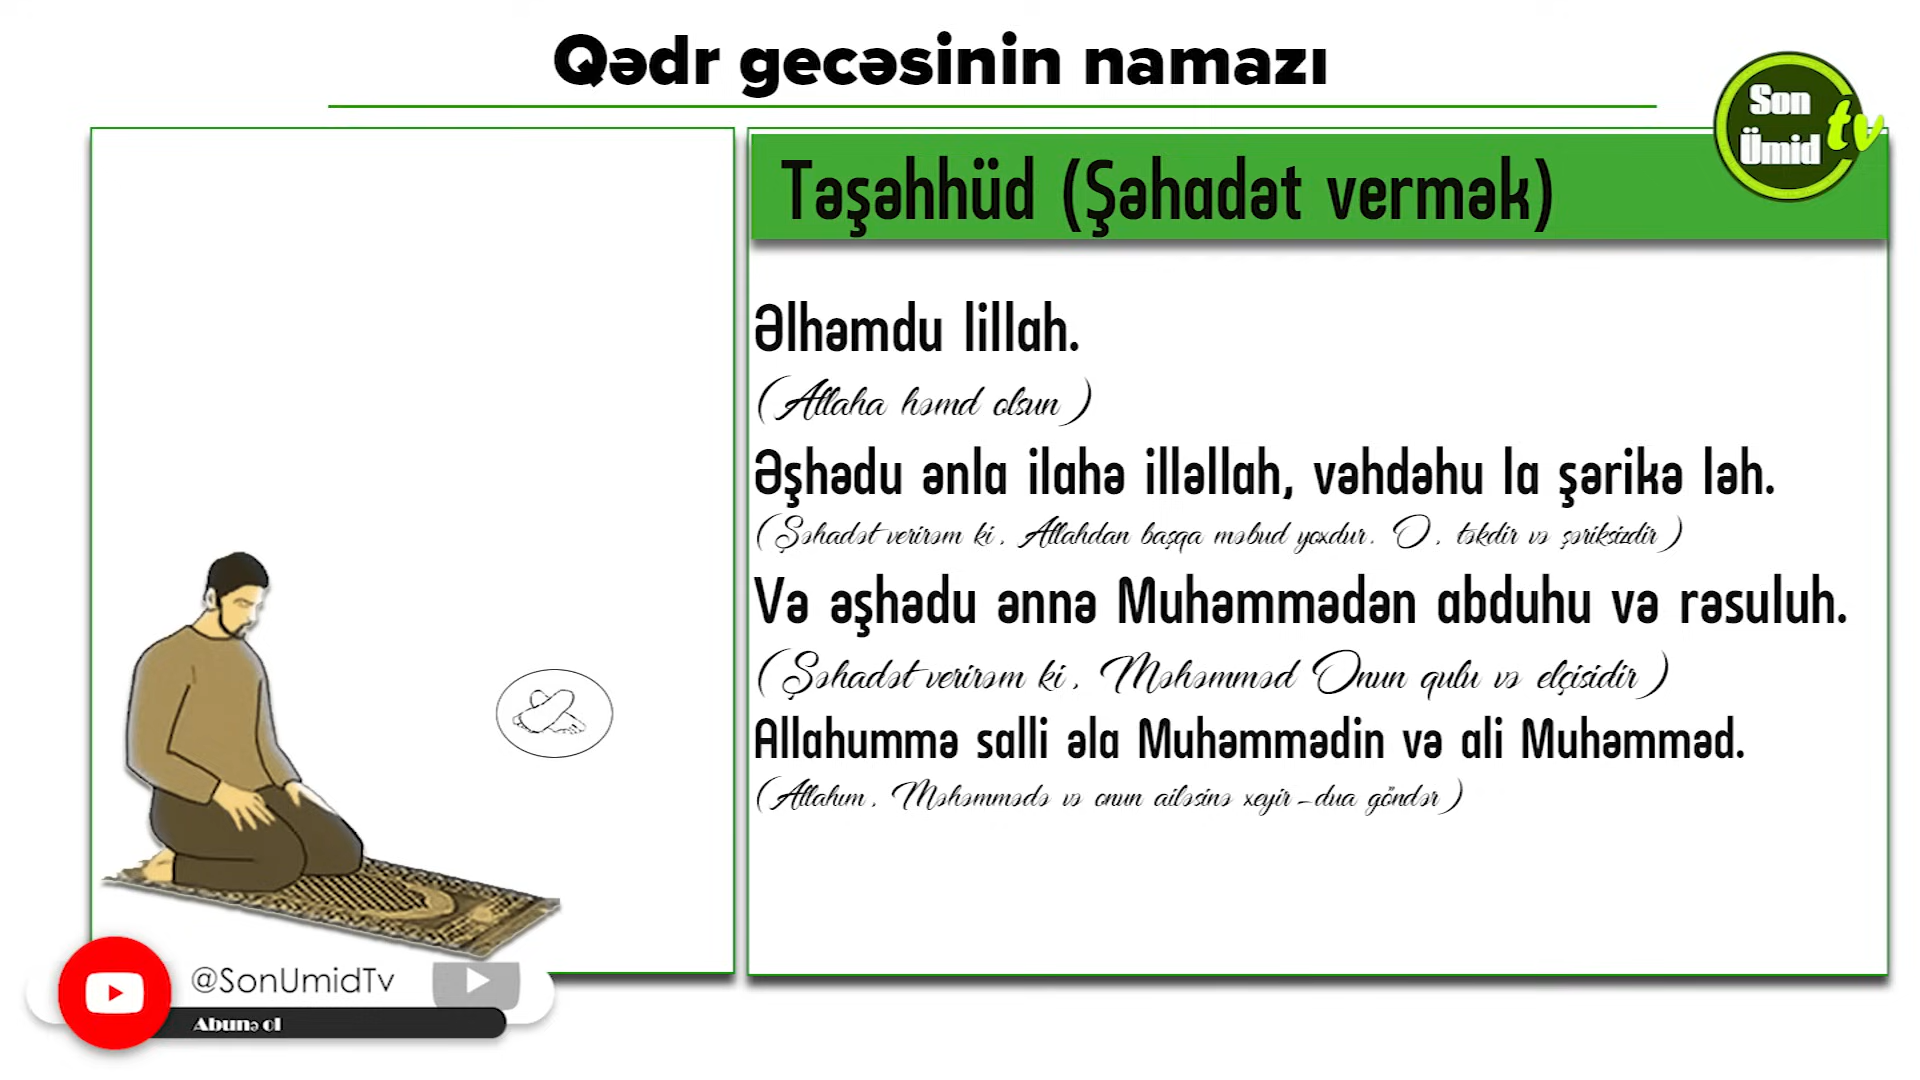 Qədr gecəsinin namazı
Son
Ümid
tv
Təşəhhüd (Şəhadət vermək)
Əlhəmdu lillah.
(Allaha həmd olsun)
Əşhədu ənla ilahə illəllah, vəhdəhu la şərikə ləh.
(Şəhadət verirəm ki, Allahdan başqa məbud yoxdur. O, təkdir və şəriksizdir)
Və əşhədu ənnə Muhəmmədən abduhu və rəsuluh.
(Şəhadət verirəm ki, Məhəmməd Onun qulu və elçisidir)
Allahummə salli əla Muhəmmədin və ali Muhəmməd.
(Allahım, Məhəmmədə və onun ailəsinə xeyir-dua göndər)
@SonUmidTv
Abunə ol